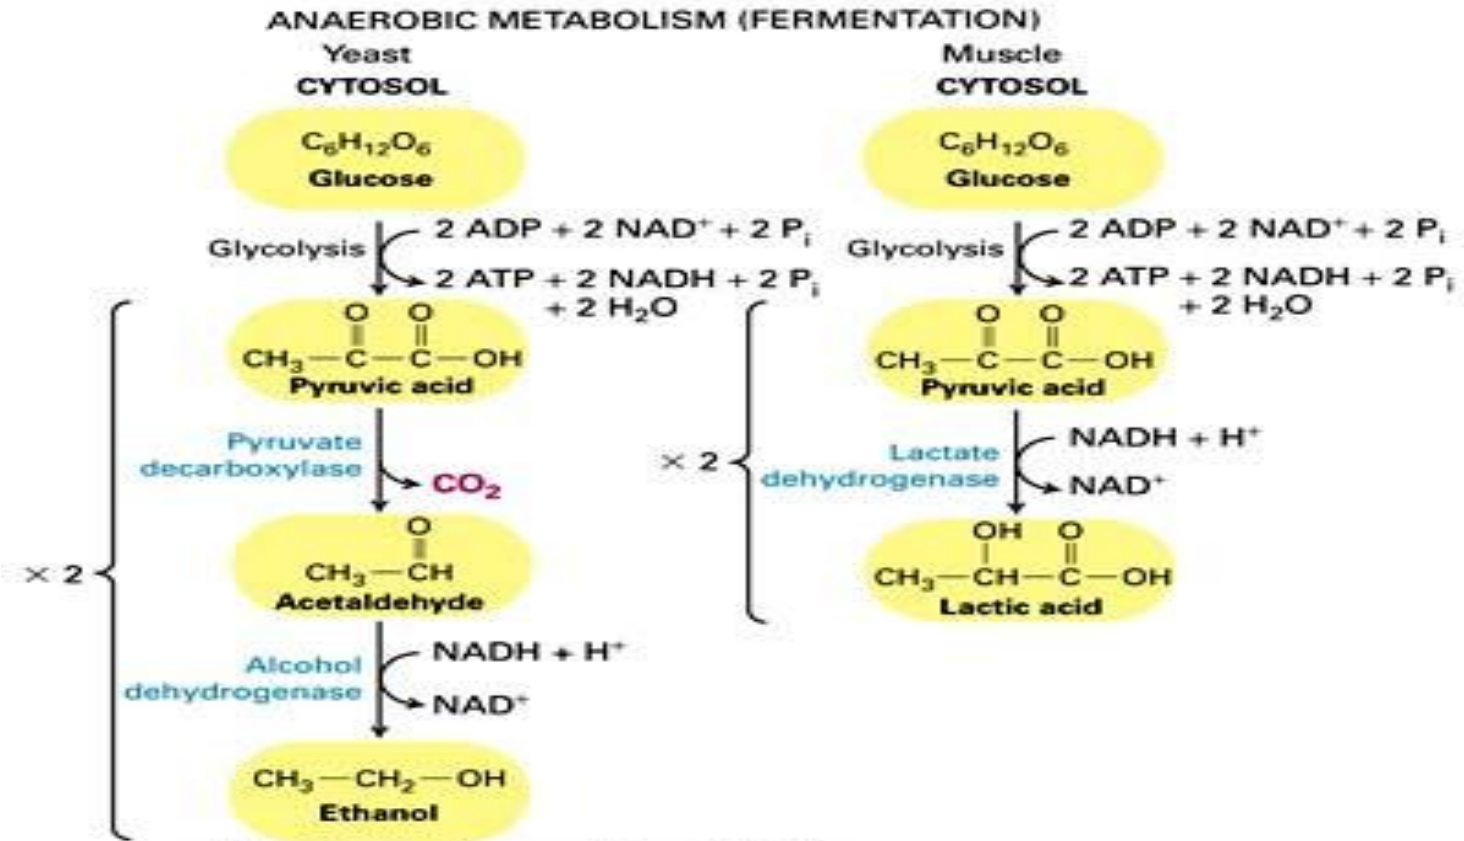 ANAEROBIC METABOLISM (FERMENTATION)
Yeast
CYTOSOL
C₆H₁₂O₆
Glucose
Glycolysis
2 ADP + 2 NAD⁺ + 2 Pᵢ
2 ATP + 2 NADH + 2 Pᵢ
+ 2 H₂O
O O
CH₃—C—C—OH
Pyruvic acid
Pyruvate
decarboxylase
CO₂
× 2
O
CH₃—CH
Acetaldehyde
Alcohol
dehydrogenase
NADH + H⁺
NAD⁺
CH₃—CH₂—OH
Ethanol
Muscle
CYTOSOL
C₆H₁₂O₆
Glucose
Glycolysis
2 ADP + 2 NAD⁺ + 2 Pᵢ
2 ATP + 2 NADH + 2 Pᵢ
+ 2 H₂O
O O
CH₃—C—C—OH
Pyruvic acid
× 2
Lactate
dehydrogenase
NADH + H⁺
NAD⁺
OH O
CH₃—CH—C—OH
Lactic acid